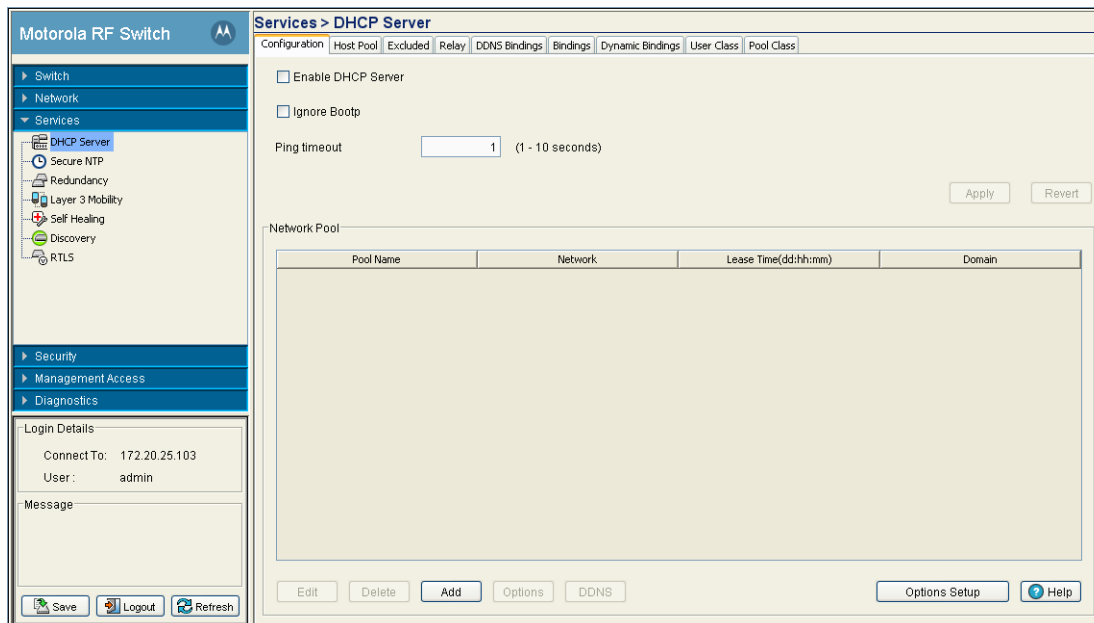 Motorola RF Switch
Switch
Network
Services
DHCP Server
Secure NTP
Redundancy
Layer 3 Mobility
Self Healing
Discovery
RTLS
Security
Management Access
Diagnostics
Login Details
Connect To: 172.20.25.103
User : admin
Message
Save Logout Refresh
Services > DHCP Server
Configuration Host Pool Excluded Relay DDNS Bindings Bindings Dynamic Bindings User Class Pool Class
Enable DHCP Server
Ignore Bootp
Ping timeout 1 (1 - 10 seconds)
Apply Revert
Network Pool
Pool Name Network Lease Time(dd:hh:mm) Domain
Edit Delete Add Options DDNS Options Setup Help